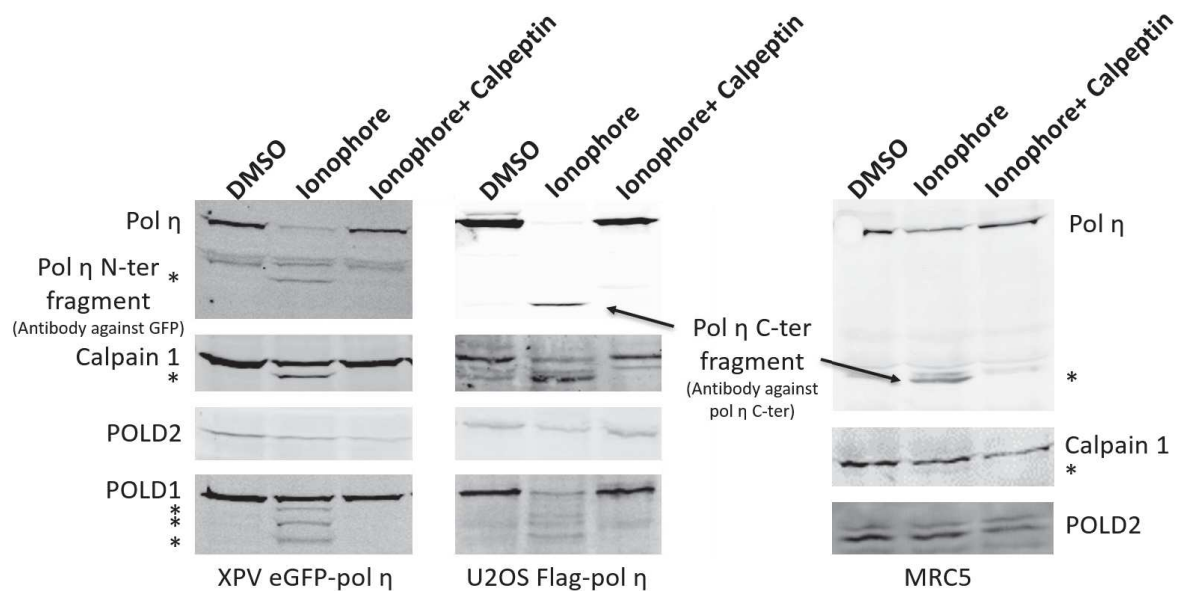 DMSO
Ionophore
Ionophore+ Calpeptin
DMSO
Ionophore
Ionophore+ Calpeptin
DMSO
Ionophore
Ionophore+ Calpeptin
Pol η
Pol η N-ter *
fragment
(Antibody against GFP)
Calpain 1
*
POLD2
POLD1
*
*
*
XPV eGFP-pol η
U2OS Flag-pol η
Pol η C-ter
fragment
(Antibody against
pol η C-ter)
Pol η
*
Calpain 1
*
POLD2
MRC5